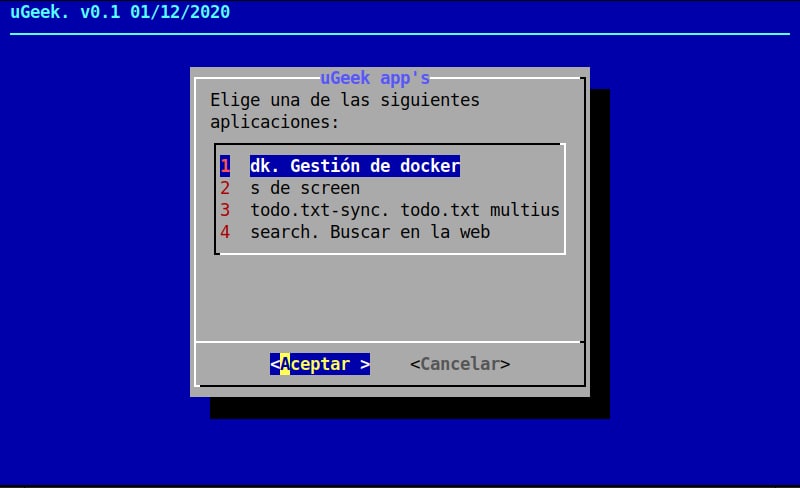 uGeek. v0.1 01/12/2020
uGeek app's
Elige una de las siguientes
aplicaciones:
1 dk. Gestión de docker
2 s de screen
3 todo.txt-sync. todo.txt multius
4 search. Buscar en la web
<Aceptar > <Cancelar>